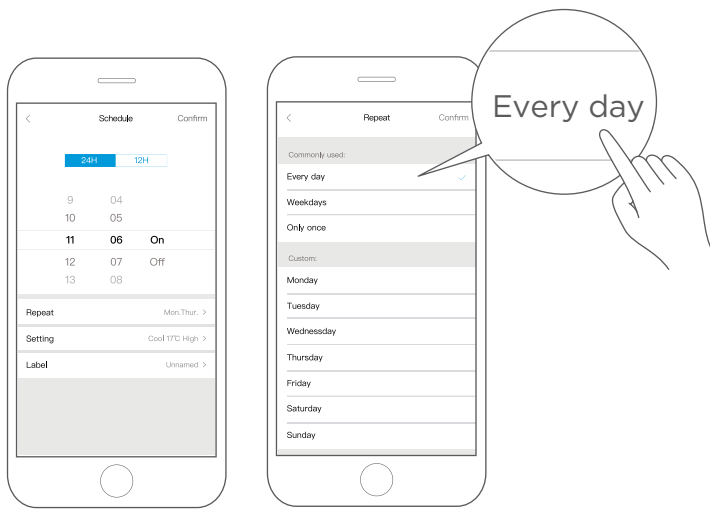 < Schedule Confirm
24H 12H
9 04
10 05
11 06 On
12 07 Off
13 08
Repeat Mon.Thur. >
Setting Cool 17℃ High >
Label Unnamed >
< Repeat Confirm
Commonly used:
Every day
Weekdays
Only once
Custom:
Monday
Tuesday
Wednessday
Thursday
Friday
Saturday
Sunday
Every day